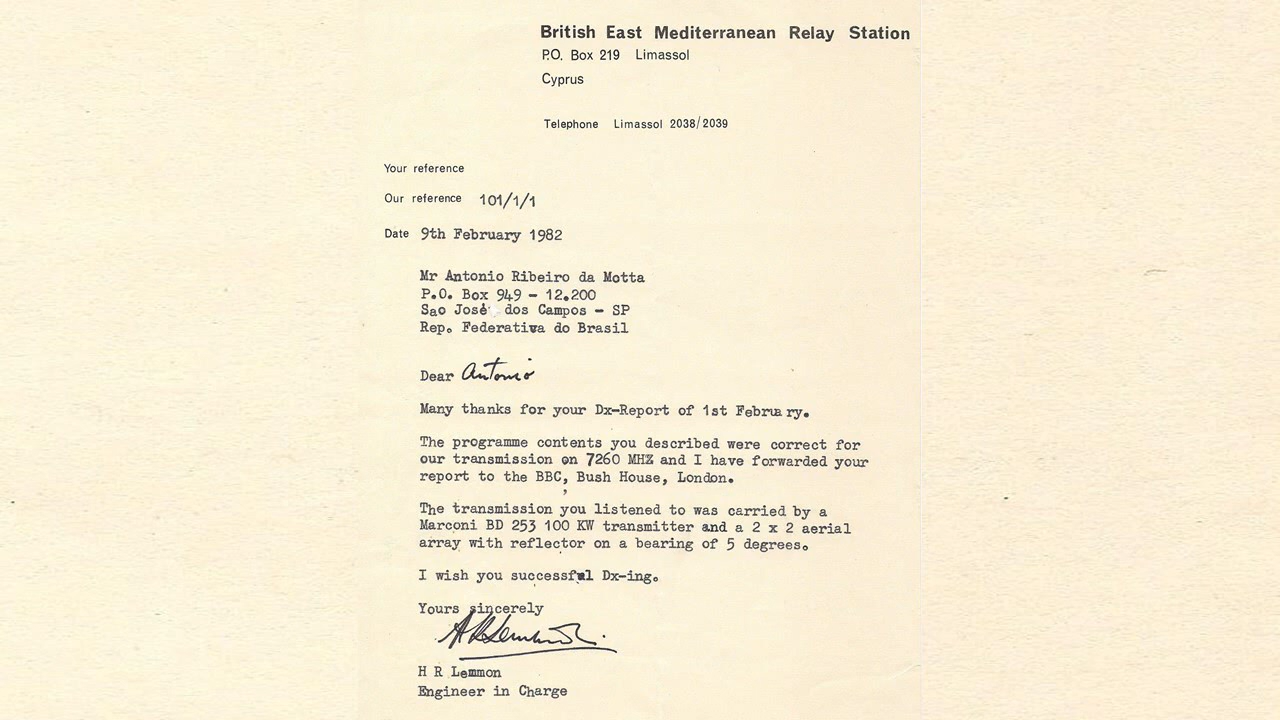 British East Mediterranean Relay Station
P.O. Box 219 Limassol
Cyprus
Telephone Limassol 2038/2039
Your reference
Our reference 101/1/1
Date 9th February 1982
Mr Antonio Ribeiro da Motta
P.O. Box 949 - 12.200
Sao José dos Campos - SP
Rep. Federativa do Brasil
Dear Antonio
Many thanks for your Dx-Report of 1st February.
The programme contents you described were correct for
our transmission on 7260 MHZ and I have forwarded your
report to the BBC, Bush House, London.
The transmission you listened to was carried by a
Marconi BD 253 100 KW transmitter and a 2 x 2 aerial
array with reflector on a bearing of 5 degrees.
I wish you successful Dx-ing.
Yours sincerely
H R Lemmon
Engineer in Charge